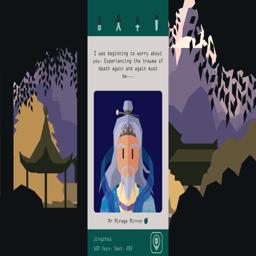 I was beginning to worry about
you. Experiencing the trauma of
death again and again must
be...
Mr Mirage Mirror
Jingzhou